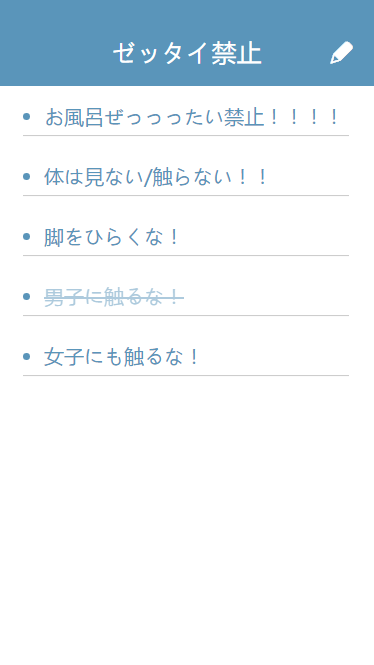 ゼッタイ禁止
お風呂ぜっっったい禁止！！！！
体は見ない/触らない！！
脚をひらくな！
男子に触るな！
女子にも触るな！